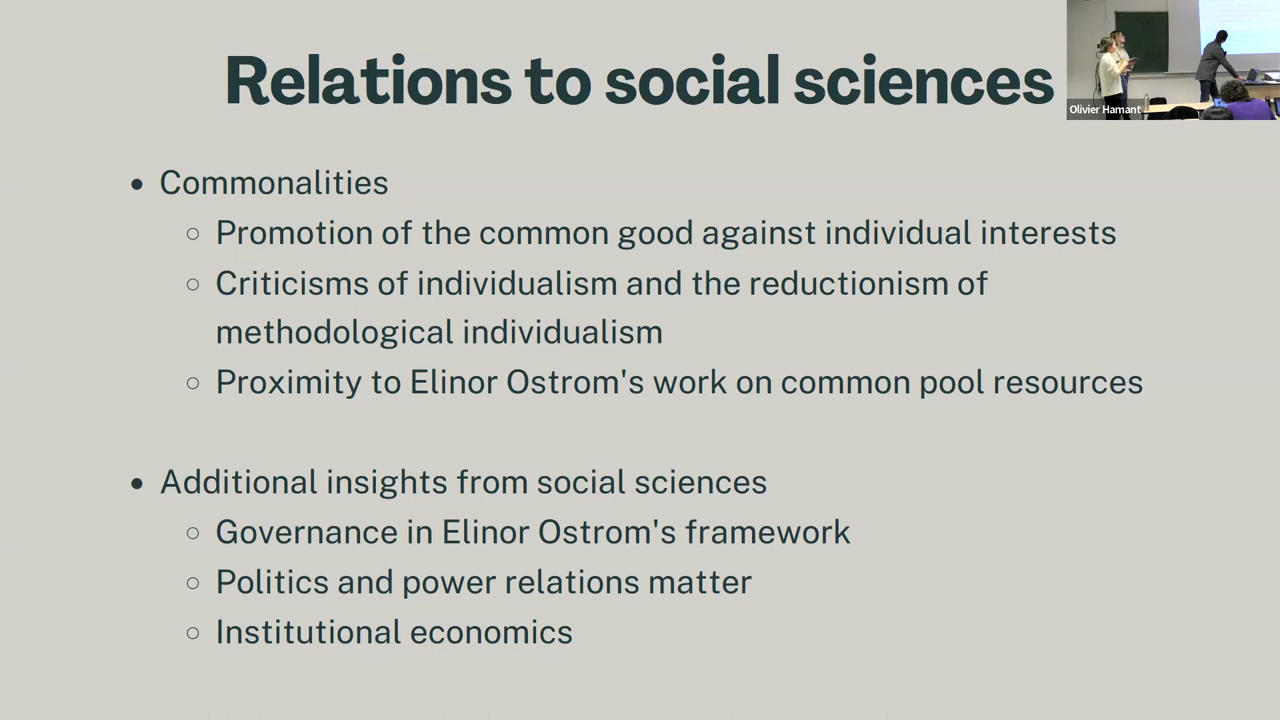 Relations to social sciences
Olivier Hamant
• Commonalities
○ Promotion of the common good against individual interests
○ Criticisms of individualism and the reductionism of
methodological individualism
○ Proximity to Elinor Ostrom's work on common pool resources
• Additional insights from social sciences
○ Governance in Elinor Ostrom's framework
○ Politics and power relations matter
○ Institutional economics